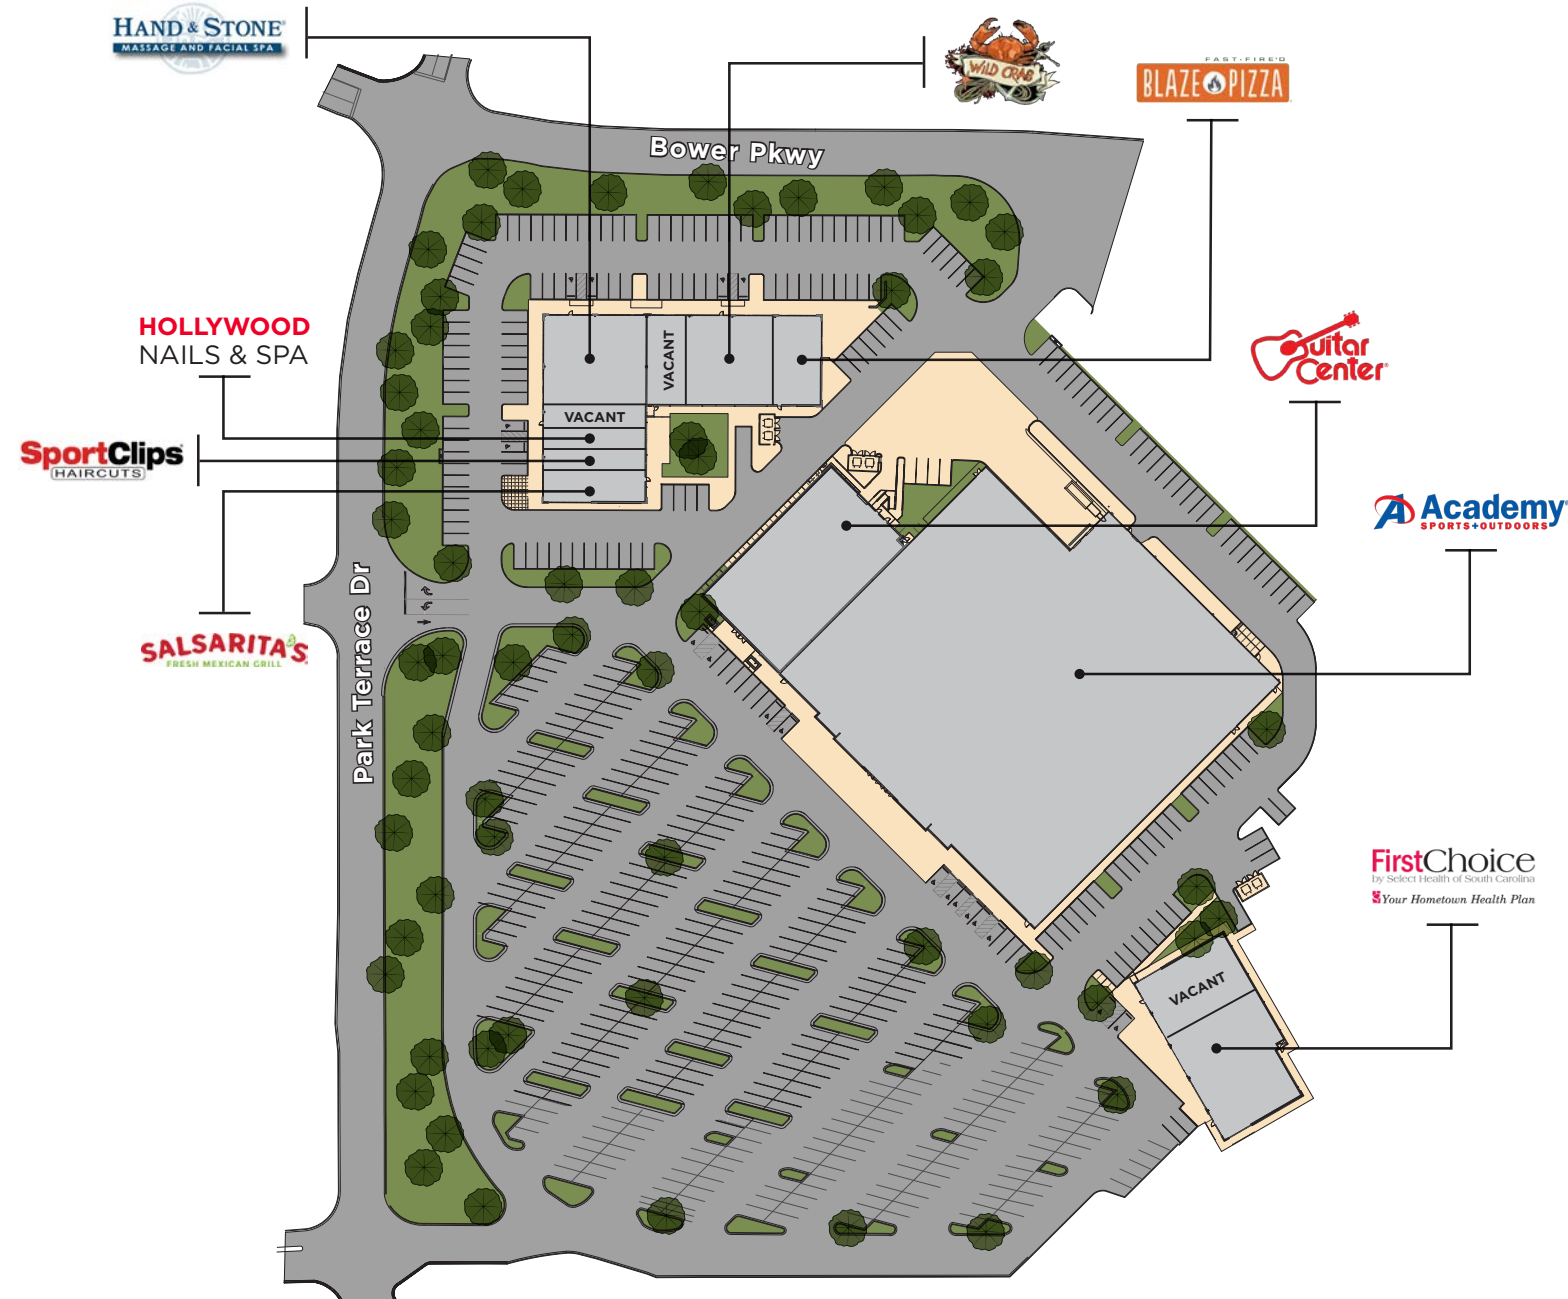 HAND & STONE®
MASSAGE AND FACIAL SPA
WILD CRAB
FAST-FIRE'D
BLAZE PIZZA
Bower Pkwy
HOLLYWOOD
NAILS & SPA
VACANT
VACANT
Guitar
Center®
SportClips
HAIRCUTS
Academy
SPORTS+OUTDOORS
SALSARITA'S
FRESH MEXICAN GRILL
Park Terrace Dr
FirstChoice
by Select Health of South Carolina
Your Hometown Health Plan
VACANT